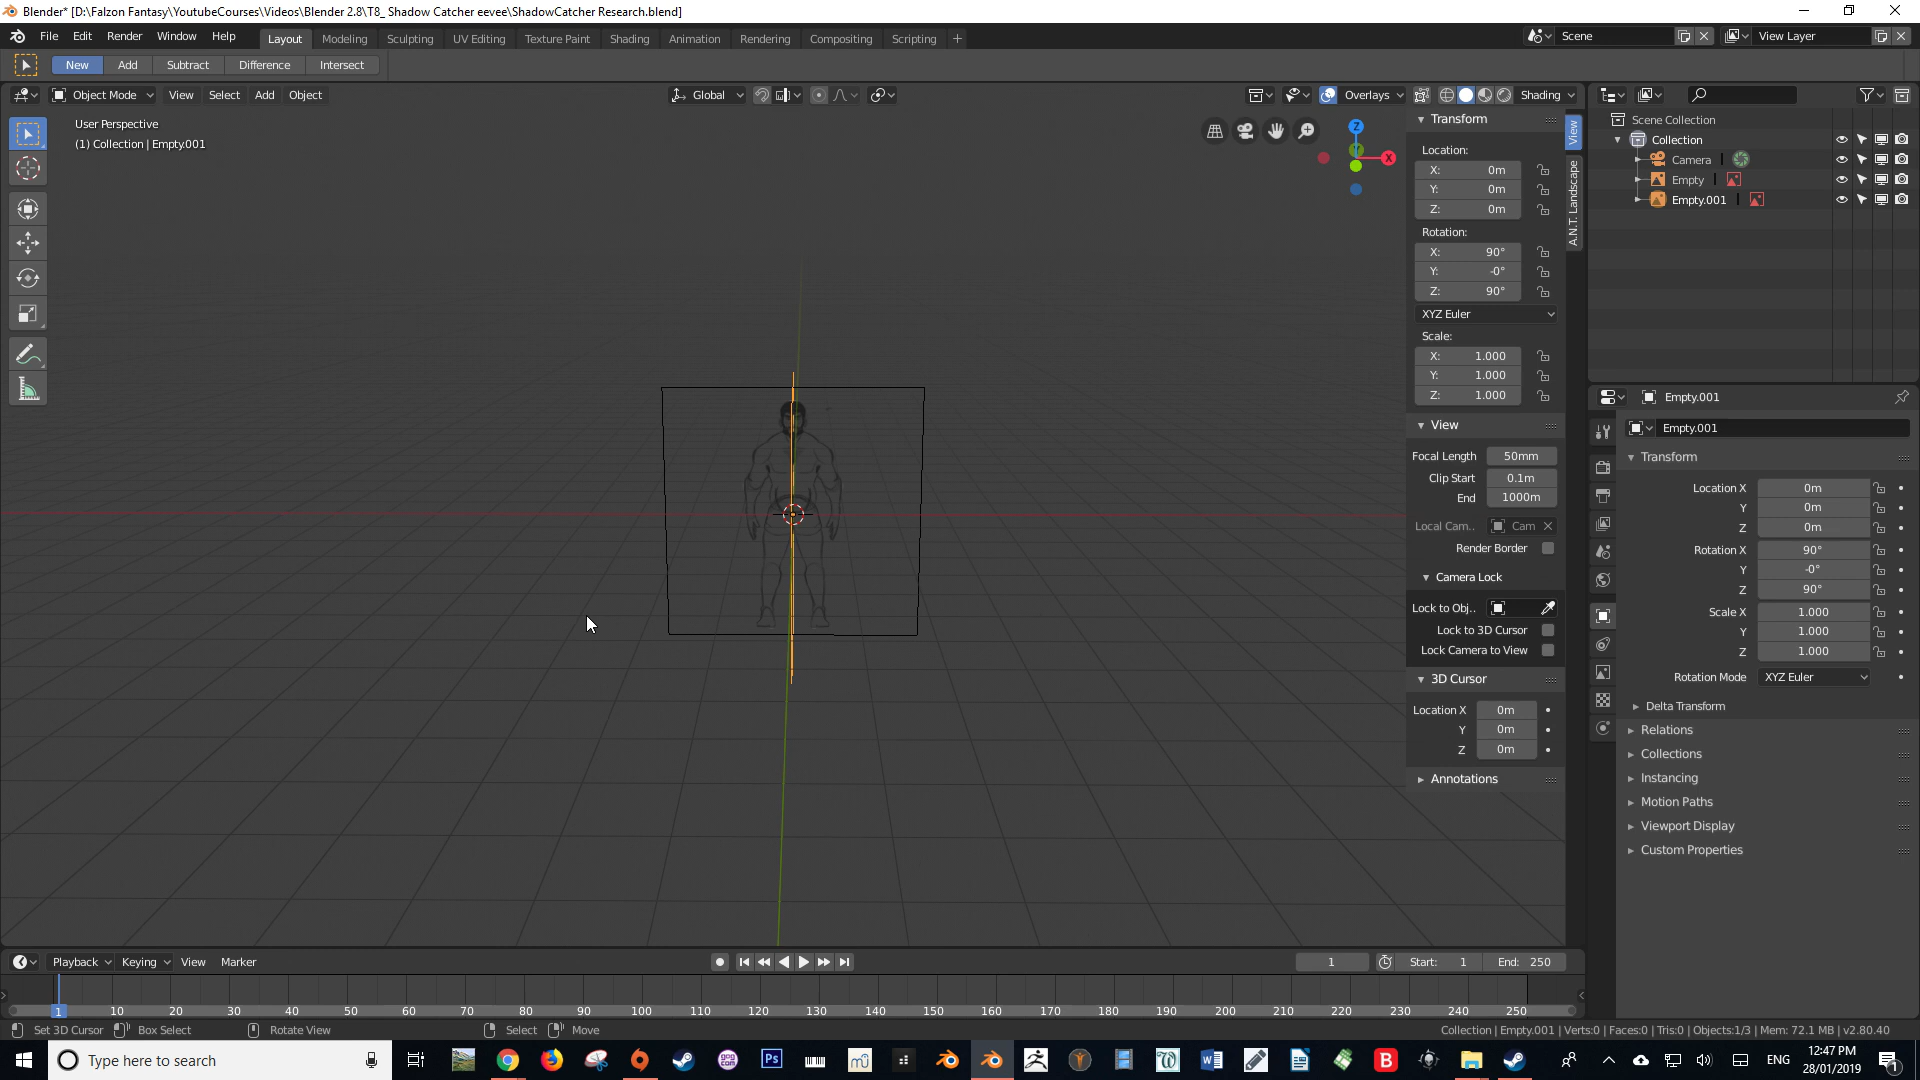 Blender* [D:\Falzon Fantasy\YoutubeCourses\Videos\Blender 2.8\T8_ Shadow Catcher eevee\ShadowCatcher Research.blend]
File Edit Render Window Help Layout Modeling Sculpting UV Editing Texture Paint Shading Animation Rendering Compositing Scripting + Scene View Layer
New Add Subtract Difference Intersect
Object Mode View Select Add Object Global Overlays Shading
User Perspective
(1) Collection | Empty.001
Z
Y
X
Transform
Location:
X: 0m
Y: 0m
Z: 0m
Rotation:
X: 90°
Y: -0°
Z: 90°
XYZ Euler
Scale:
X: 1.000
Y: 1.000
Z: 1.000
View
Focal Length 50mm
Clip Start 0.1m
End 1000m
Local Cam.. Cam
Render Border
Camera Lock
Lock to Obj..
Lock to 3D Cursor
Lock Camera to View
3D Cursor
Location X 0m
Y 0m
Z 0m
Annotations
View
A.N.T. Landscape
Scene Collection
Collection
Camera
Empty
Empty.001
Empty.001
Empty.001
Transform
Location X 0m
Y 0m
Z 0m
Rotation X 90°
Y -0°
Z 90°
Scale X 1.000
Y 1.000
Z 1.000
Rotation Mode XYZ Euler
Delta Transform
Relations
Collections
Instancing
Motion Paths
Viewport Display
Custom Properties
Playback Keying View Marker 1 Start: 1 End: 250
1 10 20 30 40 50 60 70 80 90 100 110 120 130 140 150 160 170 180 190 200 210 220 230 240 250
Set 3D Cursor Box Select Rotate View Select Move Collection | Empty.001 | Verts:0 | Faces:0 | Tris:0 | Objects:1/3 | Mem: 72.1 MB | v2.80.40
Type here to search ENG 12:47 PM
28/01/2019